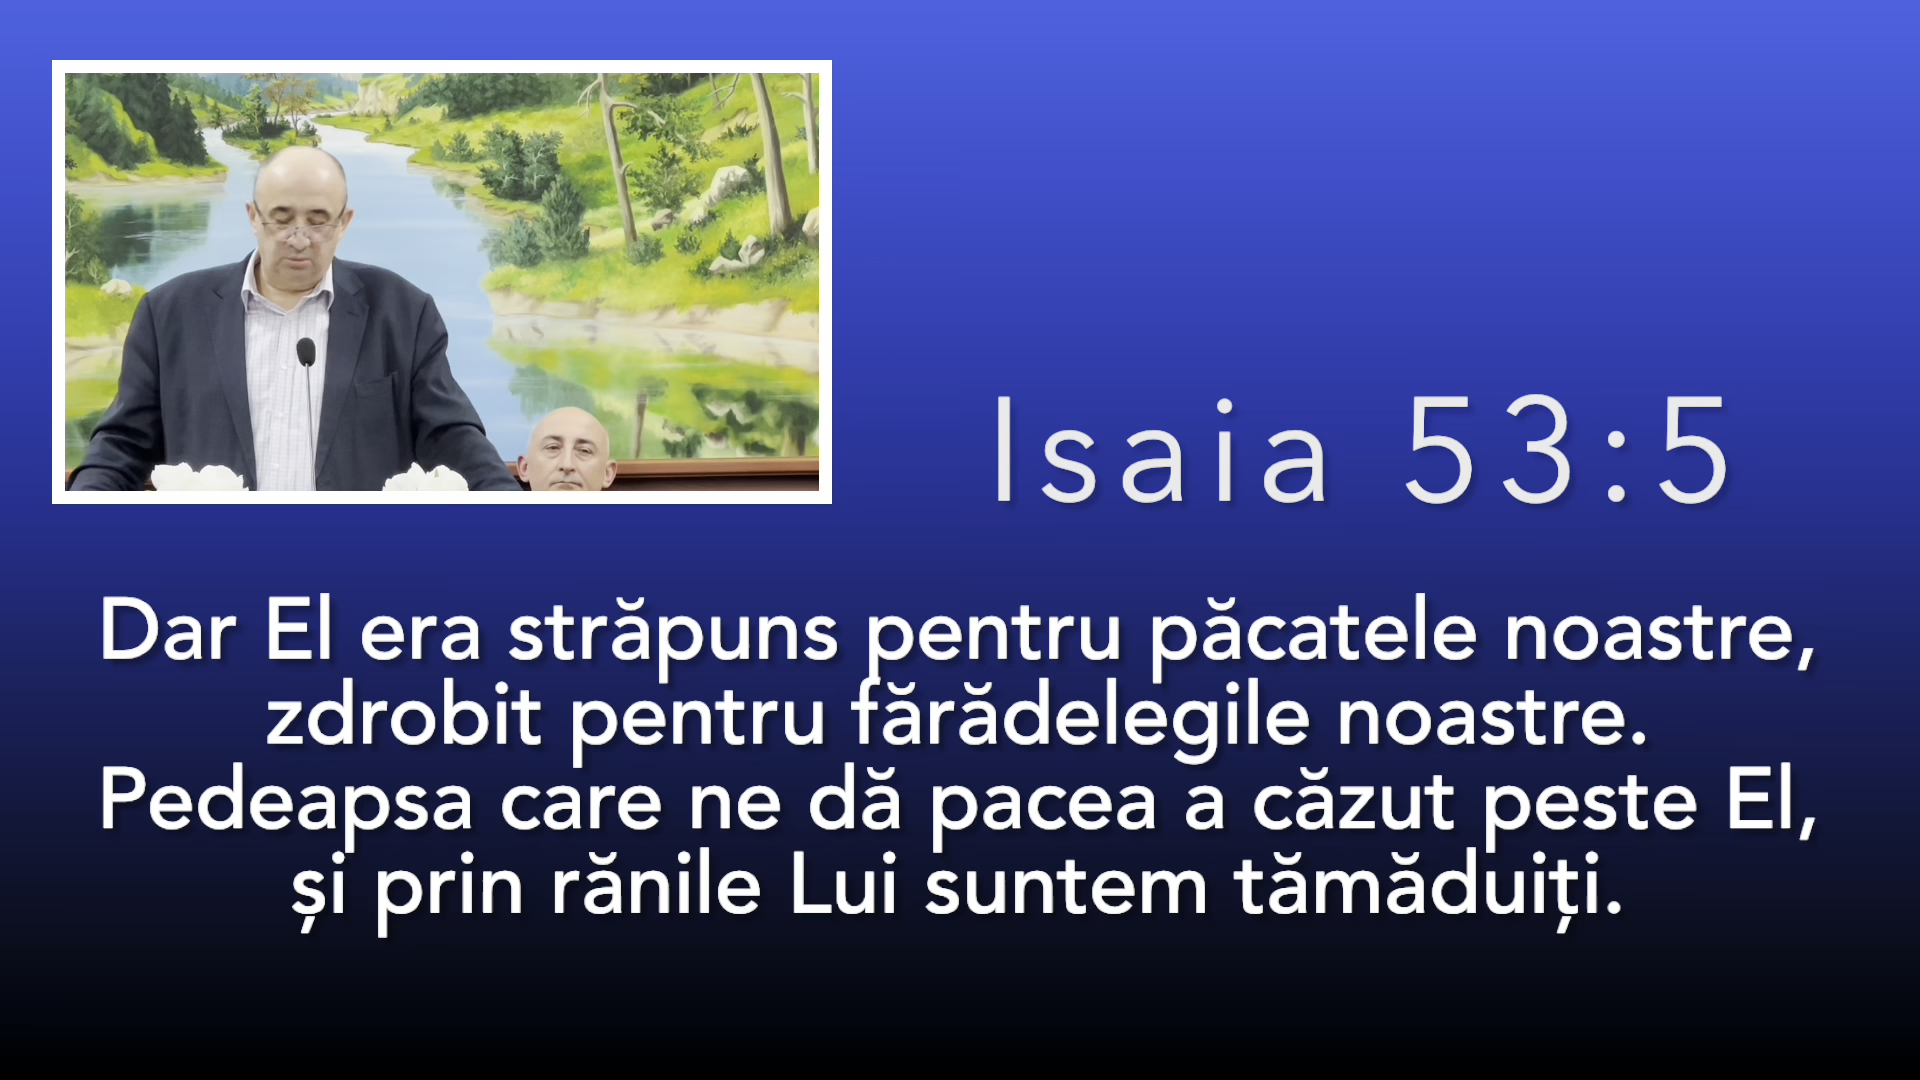 Isaia 53:5
Dar El era străpuns pentru păcatele noastre,
zdrobit pentru fărădelegile noastre.
Pedeapsa care ne dă pacea a căzut peste El,
și prin rănile Lui suntem tămăduiți.